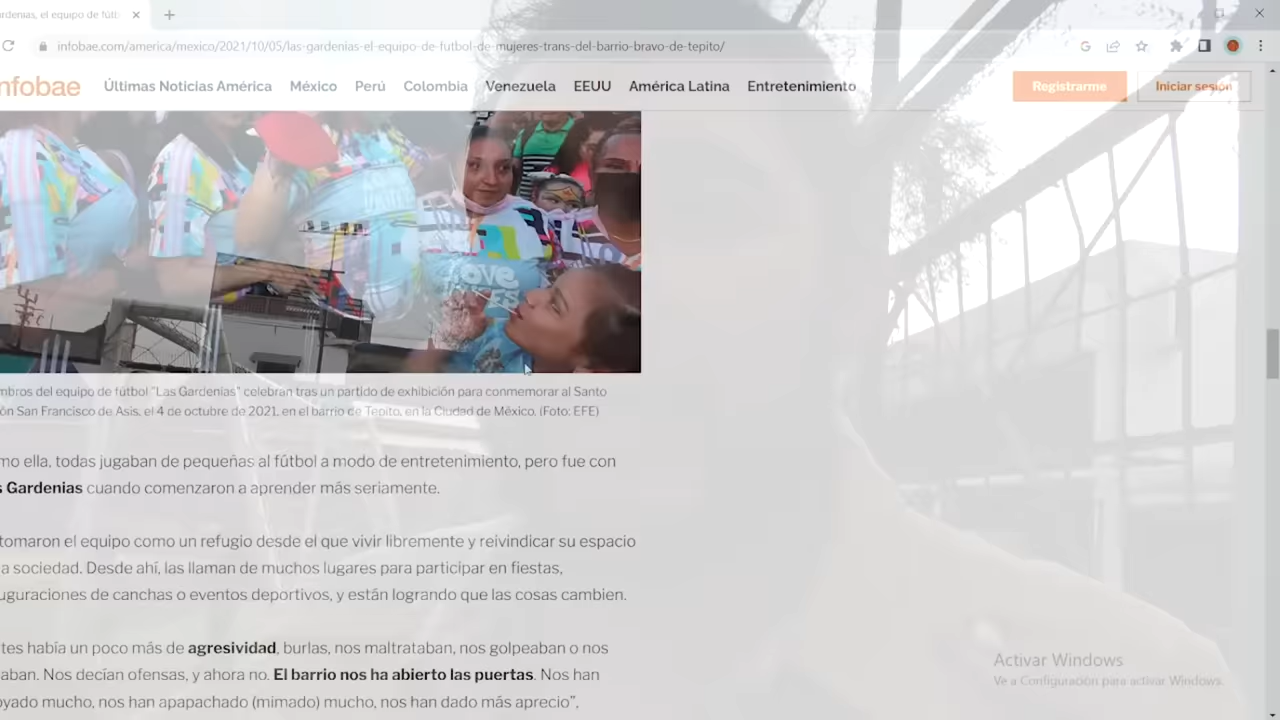 rdenias, el equipo de fútl
infobae.com/america/mexico/2021/10/05/las-gardenias-el-equipo-de-futbol-de-mujeres-trans-del-barrio-bravo-de-tepito/
nfobae Últimas Noticias América México Perú Colombia Venezuela EEUU América Latina Entretenimiento Registrarme Iniciar sesión
LOVE
mbros del equipo de fútbol "Las Gardenias" celebran tras un partido de exhibición para conmemorar al Santo
ón San Francisco de Asís, el 4 de octubre de 2021, en el barrio de Tepito, en la Ciudad de México. (Foto: EFE)
mo ella, todas jugaban de pequeñas al fútbol a modo de entretenimiento, pero fue con
s Gardenias cuando comenzaron a aprender más seriamente.
tomaron el equipo como un refugio desde el que vivir libremente y reivindicar su espacio
a sociedad. Desde ahí, las llaman de muchos lugares para participar en fiestas,
uguraciones de canchas o eventos deportivos, y están logrando que las cosas cambien.
tes había un poco más de agresividad, burlas, nos maltrataban, nos golpeaban o nos
aban. Nos decían ofensas, y ahora no. El barrio nos ha abierto las puertas. Nos han
oyado mucho, nos han apapachado (mimado) mucho, nos han dado más aprecio",
Activar Windows
Ve a Configuración para activar Windows.